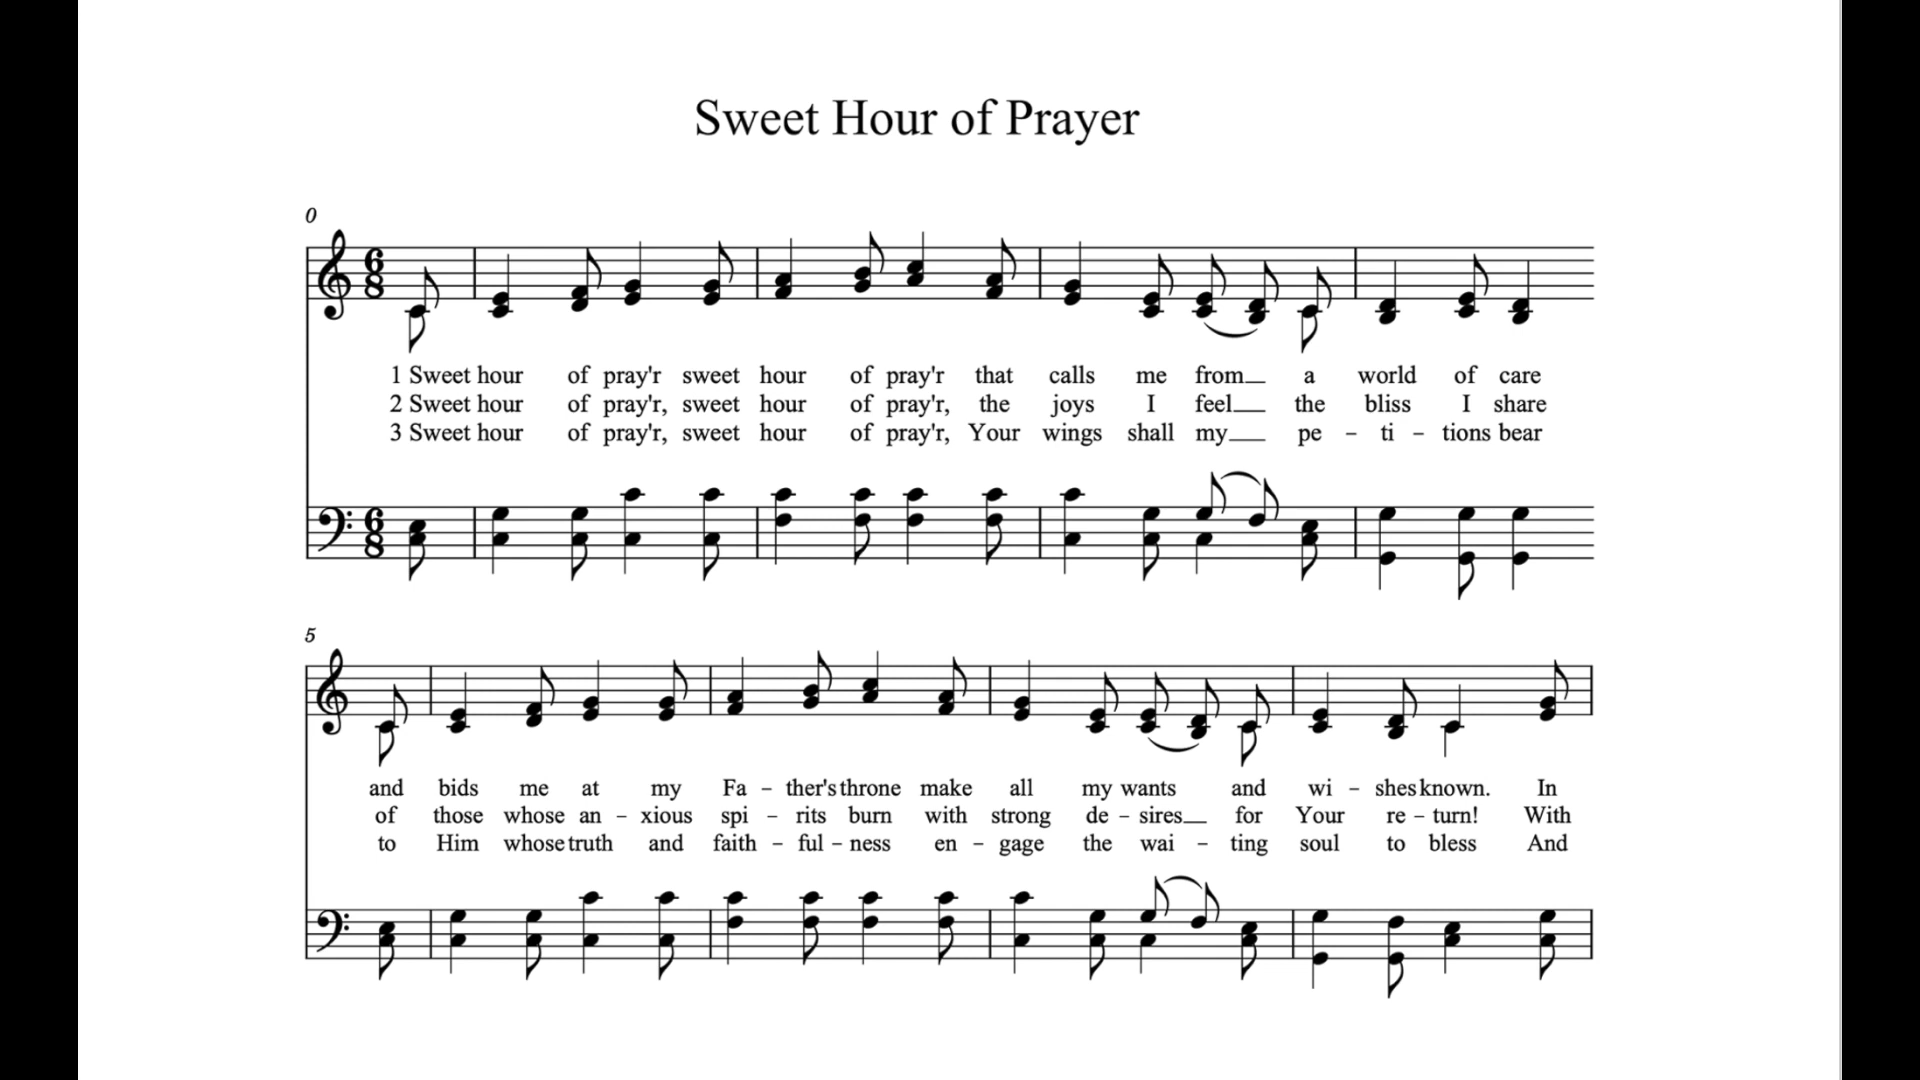 Sweet Hour of Prayer
0
6
8
1 Sweet hour of pray'r sweet hour of pray'r that calls me from a world of care
2 Sweet hour of pray'r, sweet hour of pray'r, the joys I feel the bliss I share
3 Sweet hour of pray'r, sweet hour of pray'r, Your wings shall my pe - ti - tions bear
6
8
5
and bids me at my Fa - ther's throne make all my wants and wi - shes known. In
of those whose an - xious spi - rits burn with strong de - sires for Your re - turn! With
to Him whose truth and faith - ful - ness en - gage the wai - ting soul to bless And